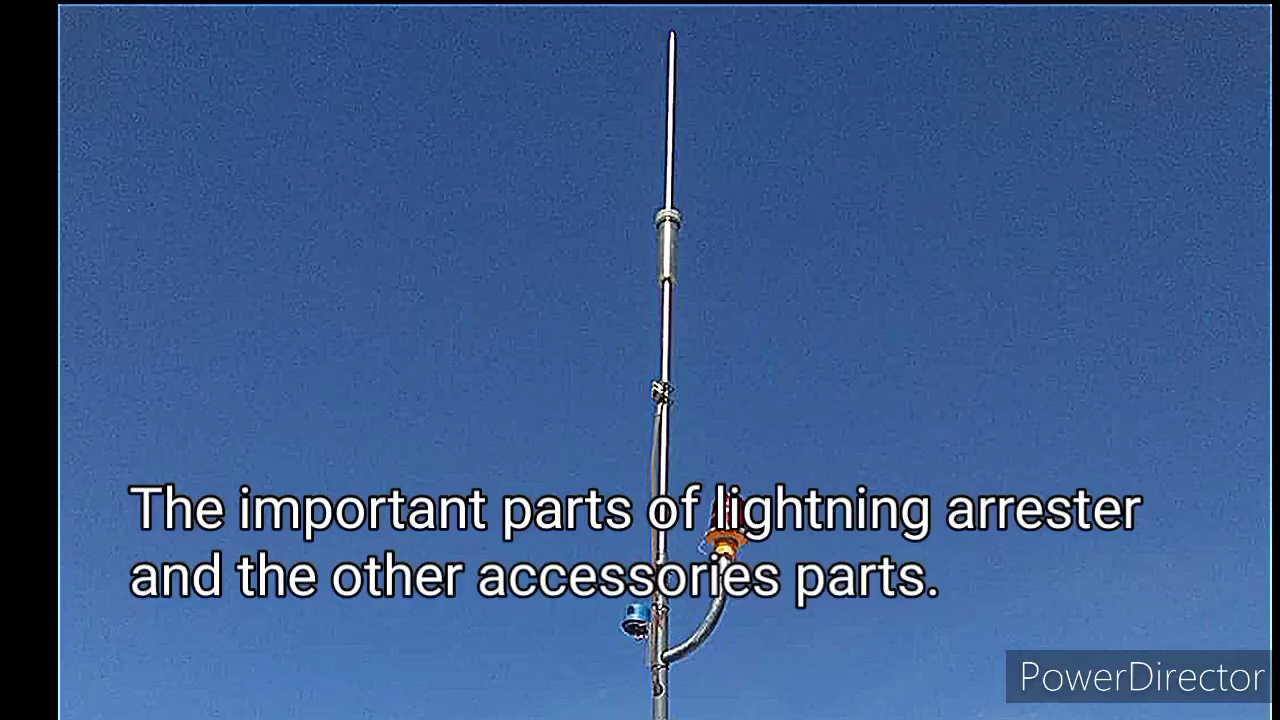 The important parts of lightning arrester
and the other accessories parts.
PowerDirector